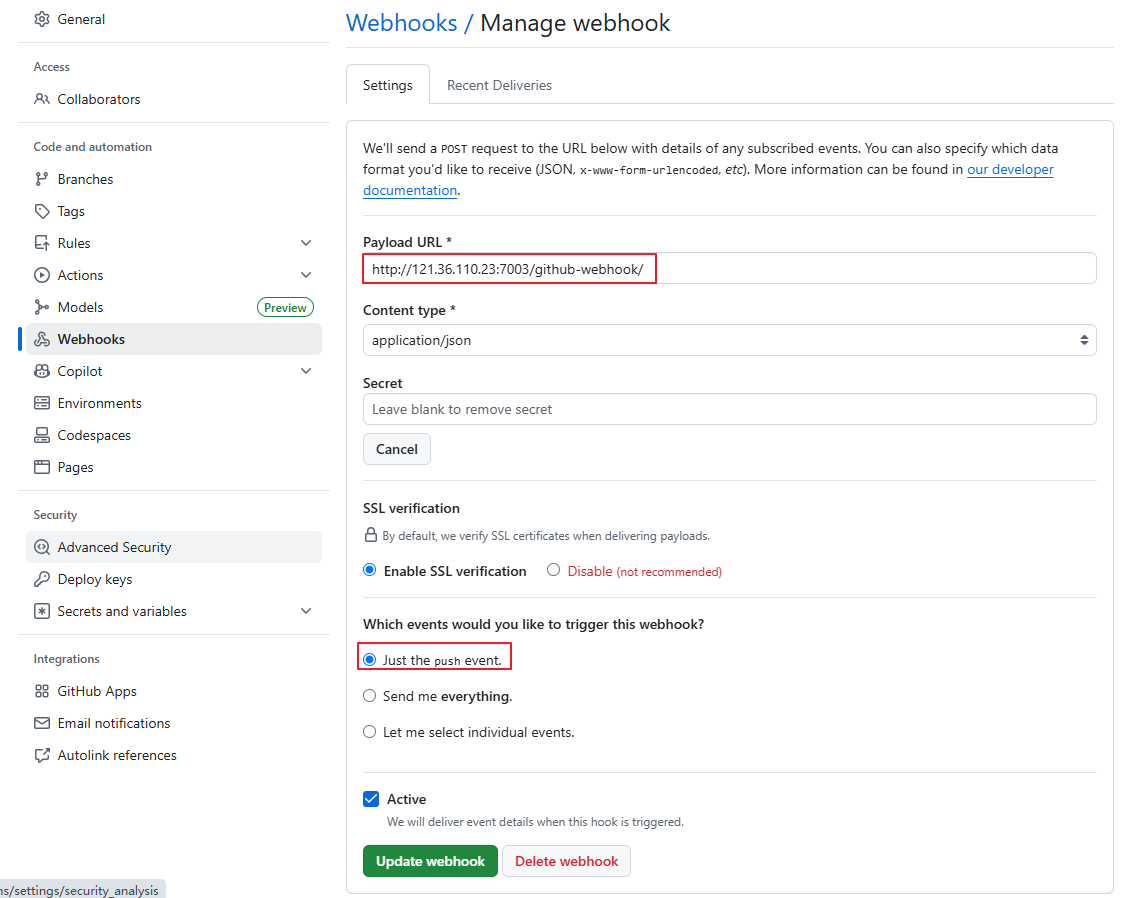 General
Access
Collaborators
Code and automation
Branches
Tags
Rules
Actions
Models Preview
Webhooks
Copilot
Environments
Codespaces
Pages
Security
Advanced Security
Deploy keys
Secrets and variables
Integrations
GitHub Apps
Email notifications
Autolink references
Webhooks / Manage webhook
Settings Recent Deliveries
We'll send a POST request to the URL below with details of any subscribed events. You can also specify which data
format you'd like to receive (JSON, x-www-form-urlencoded, etc). More information can be found in our developer
documentation.
Payload URL *
http://121.36.110.23:7003/github-webhook/
Content type *
application/json
Secret
Leave blank to remove secret
Cancel
SSL verification
By default, we verify SSL certificates when delivering payloads.
Enable SSL verification Disable (not recommended)
Which events would you like to trigger this webhook?
Just the push event.
Send me everything.
Let me select individual events.
Active
We will deliver event details when this hook is triggered.
Update webhook Delete webhook
ns/settings/security_analysis